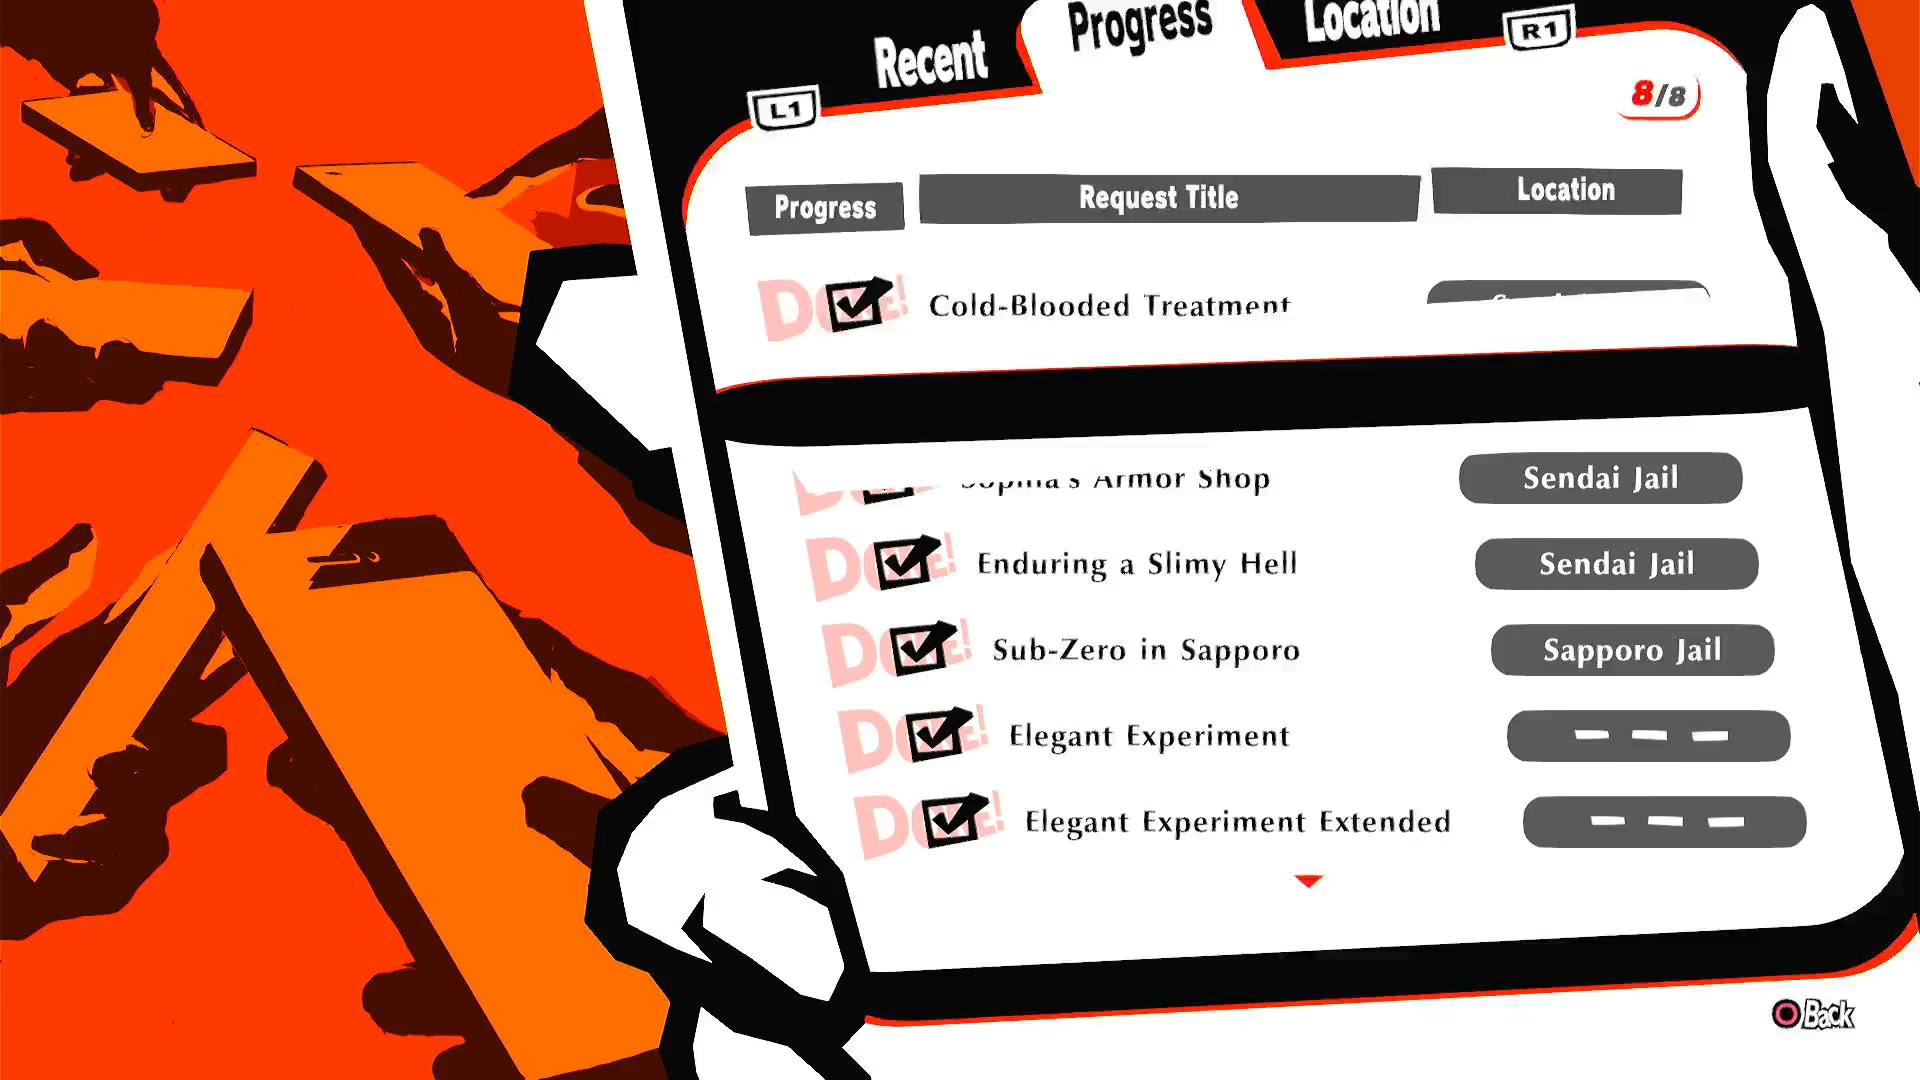 Recent
Progress
Location
L1
R1
8/8
Progress
Request Title
Location
DONE! Cold-Blooded Treatment
Sophia's Armor Shop Sendai Jail
DONE! Enduring a Slimy Hell Sendai Jail
DONE! Sub-Zero in Sapporo Sapporo Jail
DONE! Elegant Experiment — — —
DONE! Elegant Experiment Extended — — —
Back